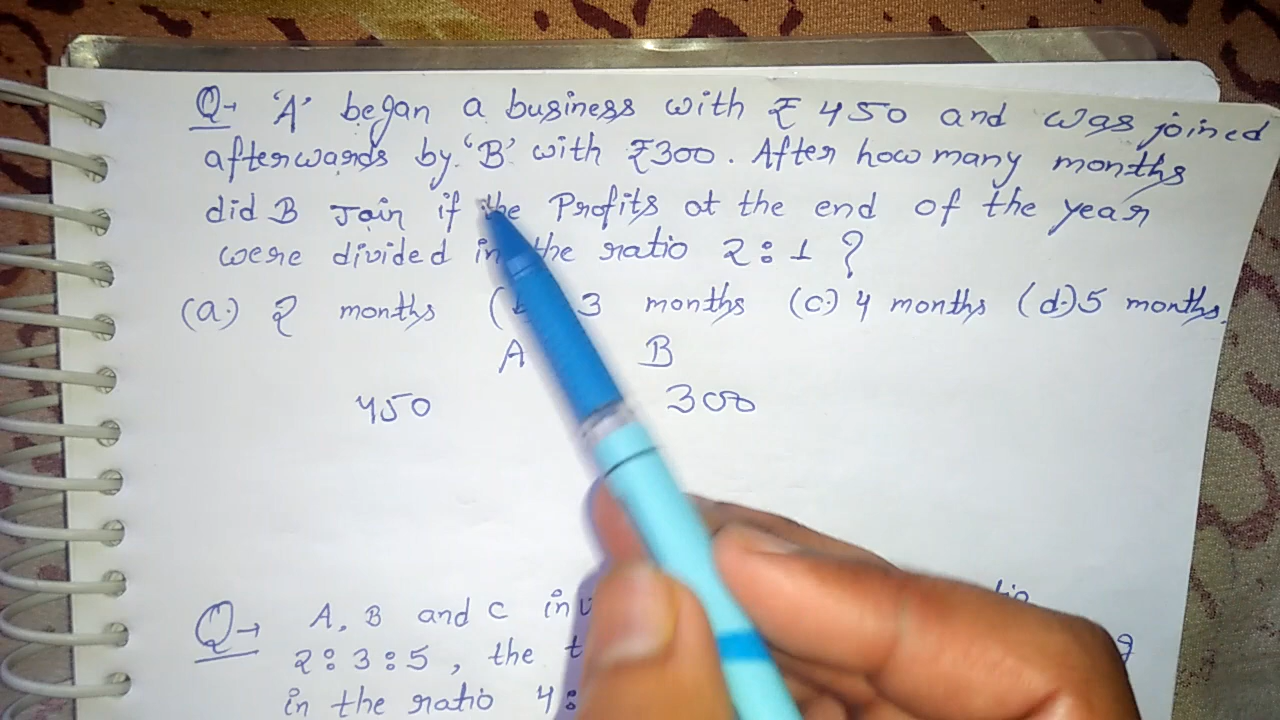 Q→ 'A' began a business with ₹ 450 and was joined
afterwards by 'B' with ₹300. After how many months
did B Join if the Profits at the end of the year
were divided in the ratio 2:1 ?
(a.) 2 months ( 3 months (c.) 4 months (d.) 5 months.
A B
450 300
Q→ A, B and C in
2:3:5, the
in the ratio 4: